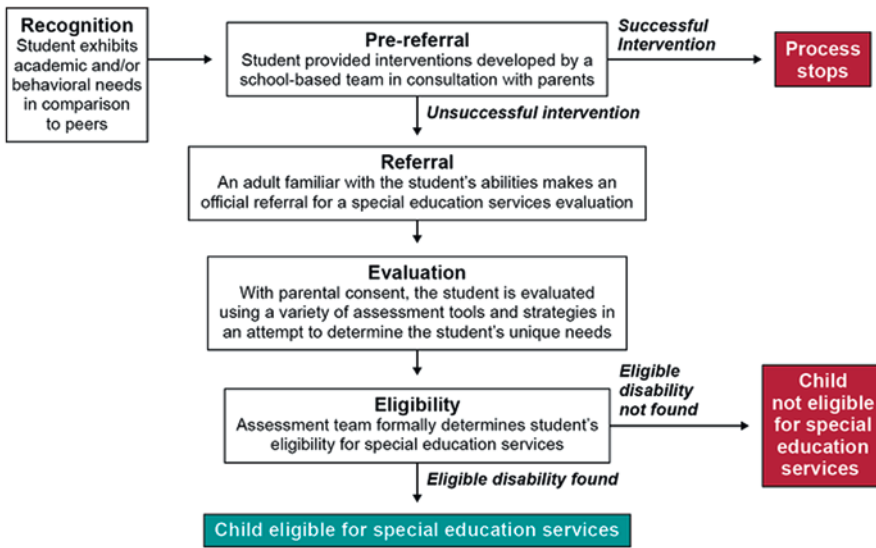 Recognition
Student exhibits
academic and/or
behavioral needs
in comparison
to peers
Pre-referral
Student provided interventions developed by a
school-based team in consultation with parents
Successful
Intervention
Process
stops
Unsuccessful intervention
Referral
An adult familiar with the student's abilities makes an
official referral for a special education services evaluation
Evaluation
With parental consent, the student is evaluated
using a variety of assessment tools and strategies in
an attempt to determine the student's unique needs
Eligibility
Assessment team formally determines student's
eligibility for special education services
Eligible
disability
not found
Child
not eligible
for special
education
services
Eligible disability found
Child eligible for special education services